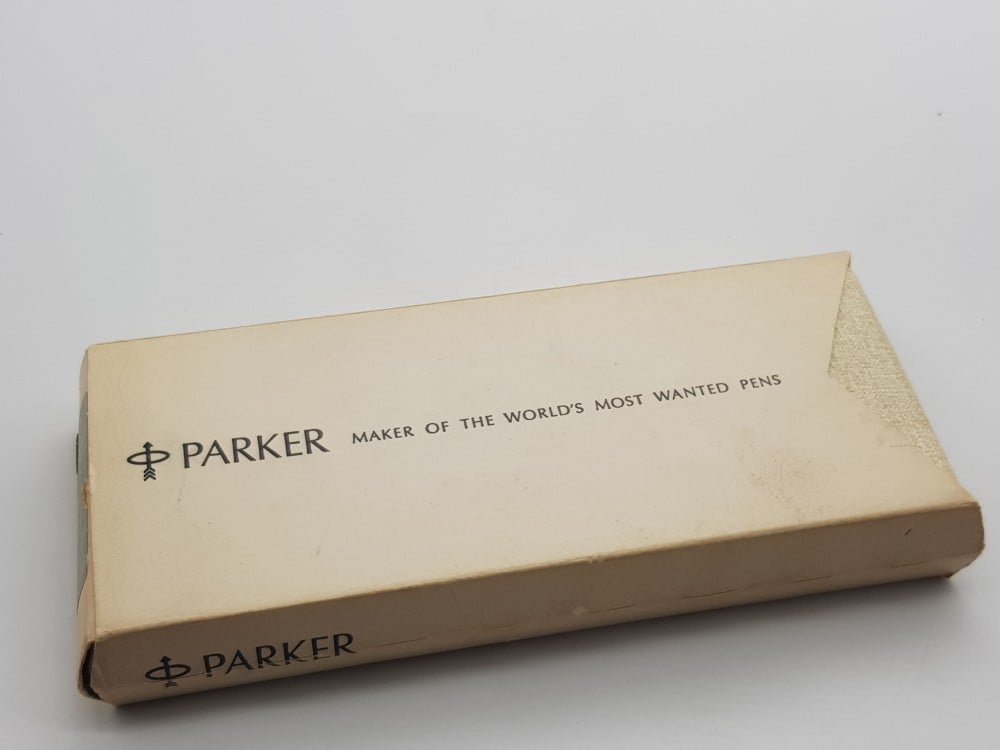 PARKER MAKER OF THE WORLD'S MOST WANTED PENS
PARKER